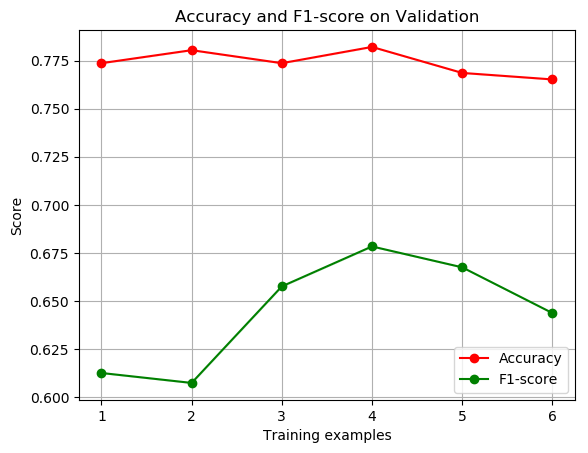 Accuracy and F1-score on Validation
Score
0.775
0.750
0.725
0.700
0.675
0.650
0.625
0.600
1 2 3 4 5 6
Training examples
Accuracy
F1-score